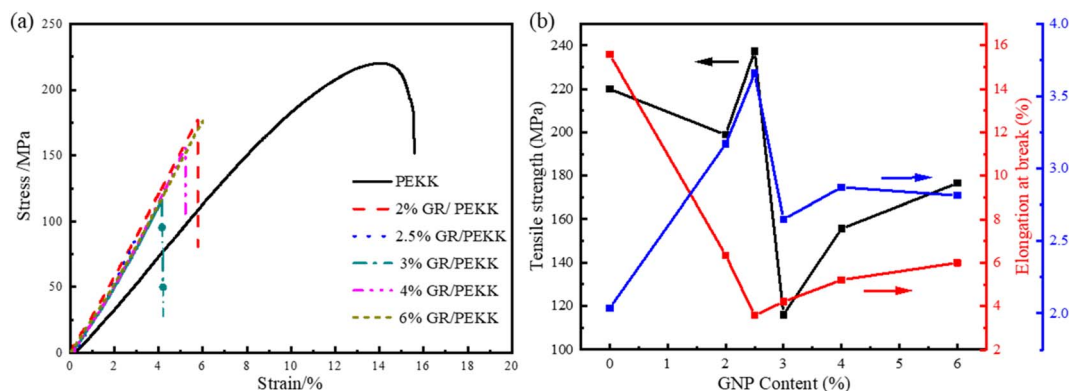 (a)
250
200
150
100
50
0
Stress /MPa
PEKK
2% GR/ PEKK
2.5% GR/PEKK
3% GR/PEKK
4% GR/PEKK
6% GR/PEKK
0 2 4 6 8 10 12 14 16 18 20
Strain/%
(b)
240
220
200
180
160
140
120
100
Tensile strength (MPa)
16
14
12
10
8
6
4
2
Elongation at break (%)
4.0
3.5
3.0
2.5
2.0
0 1 2 3 4 5 6
GNP Content (%)